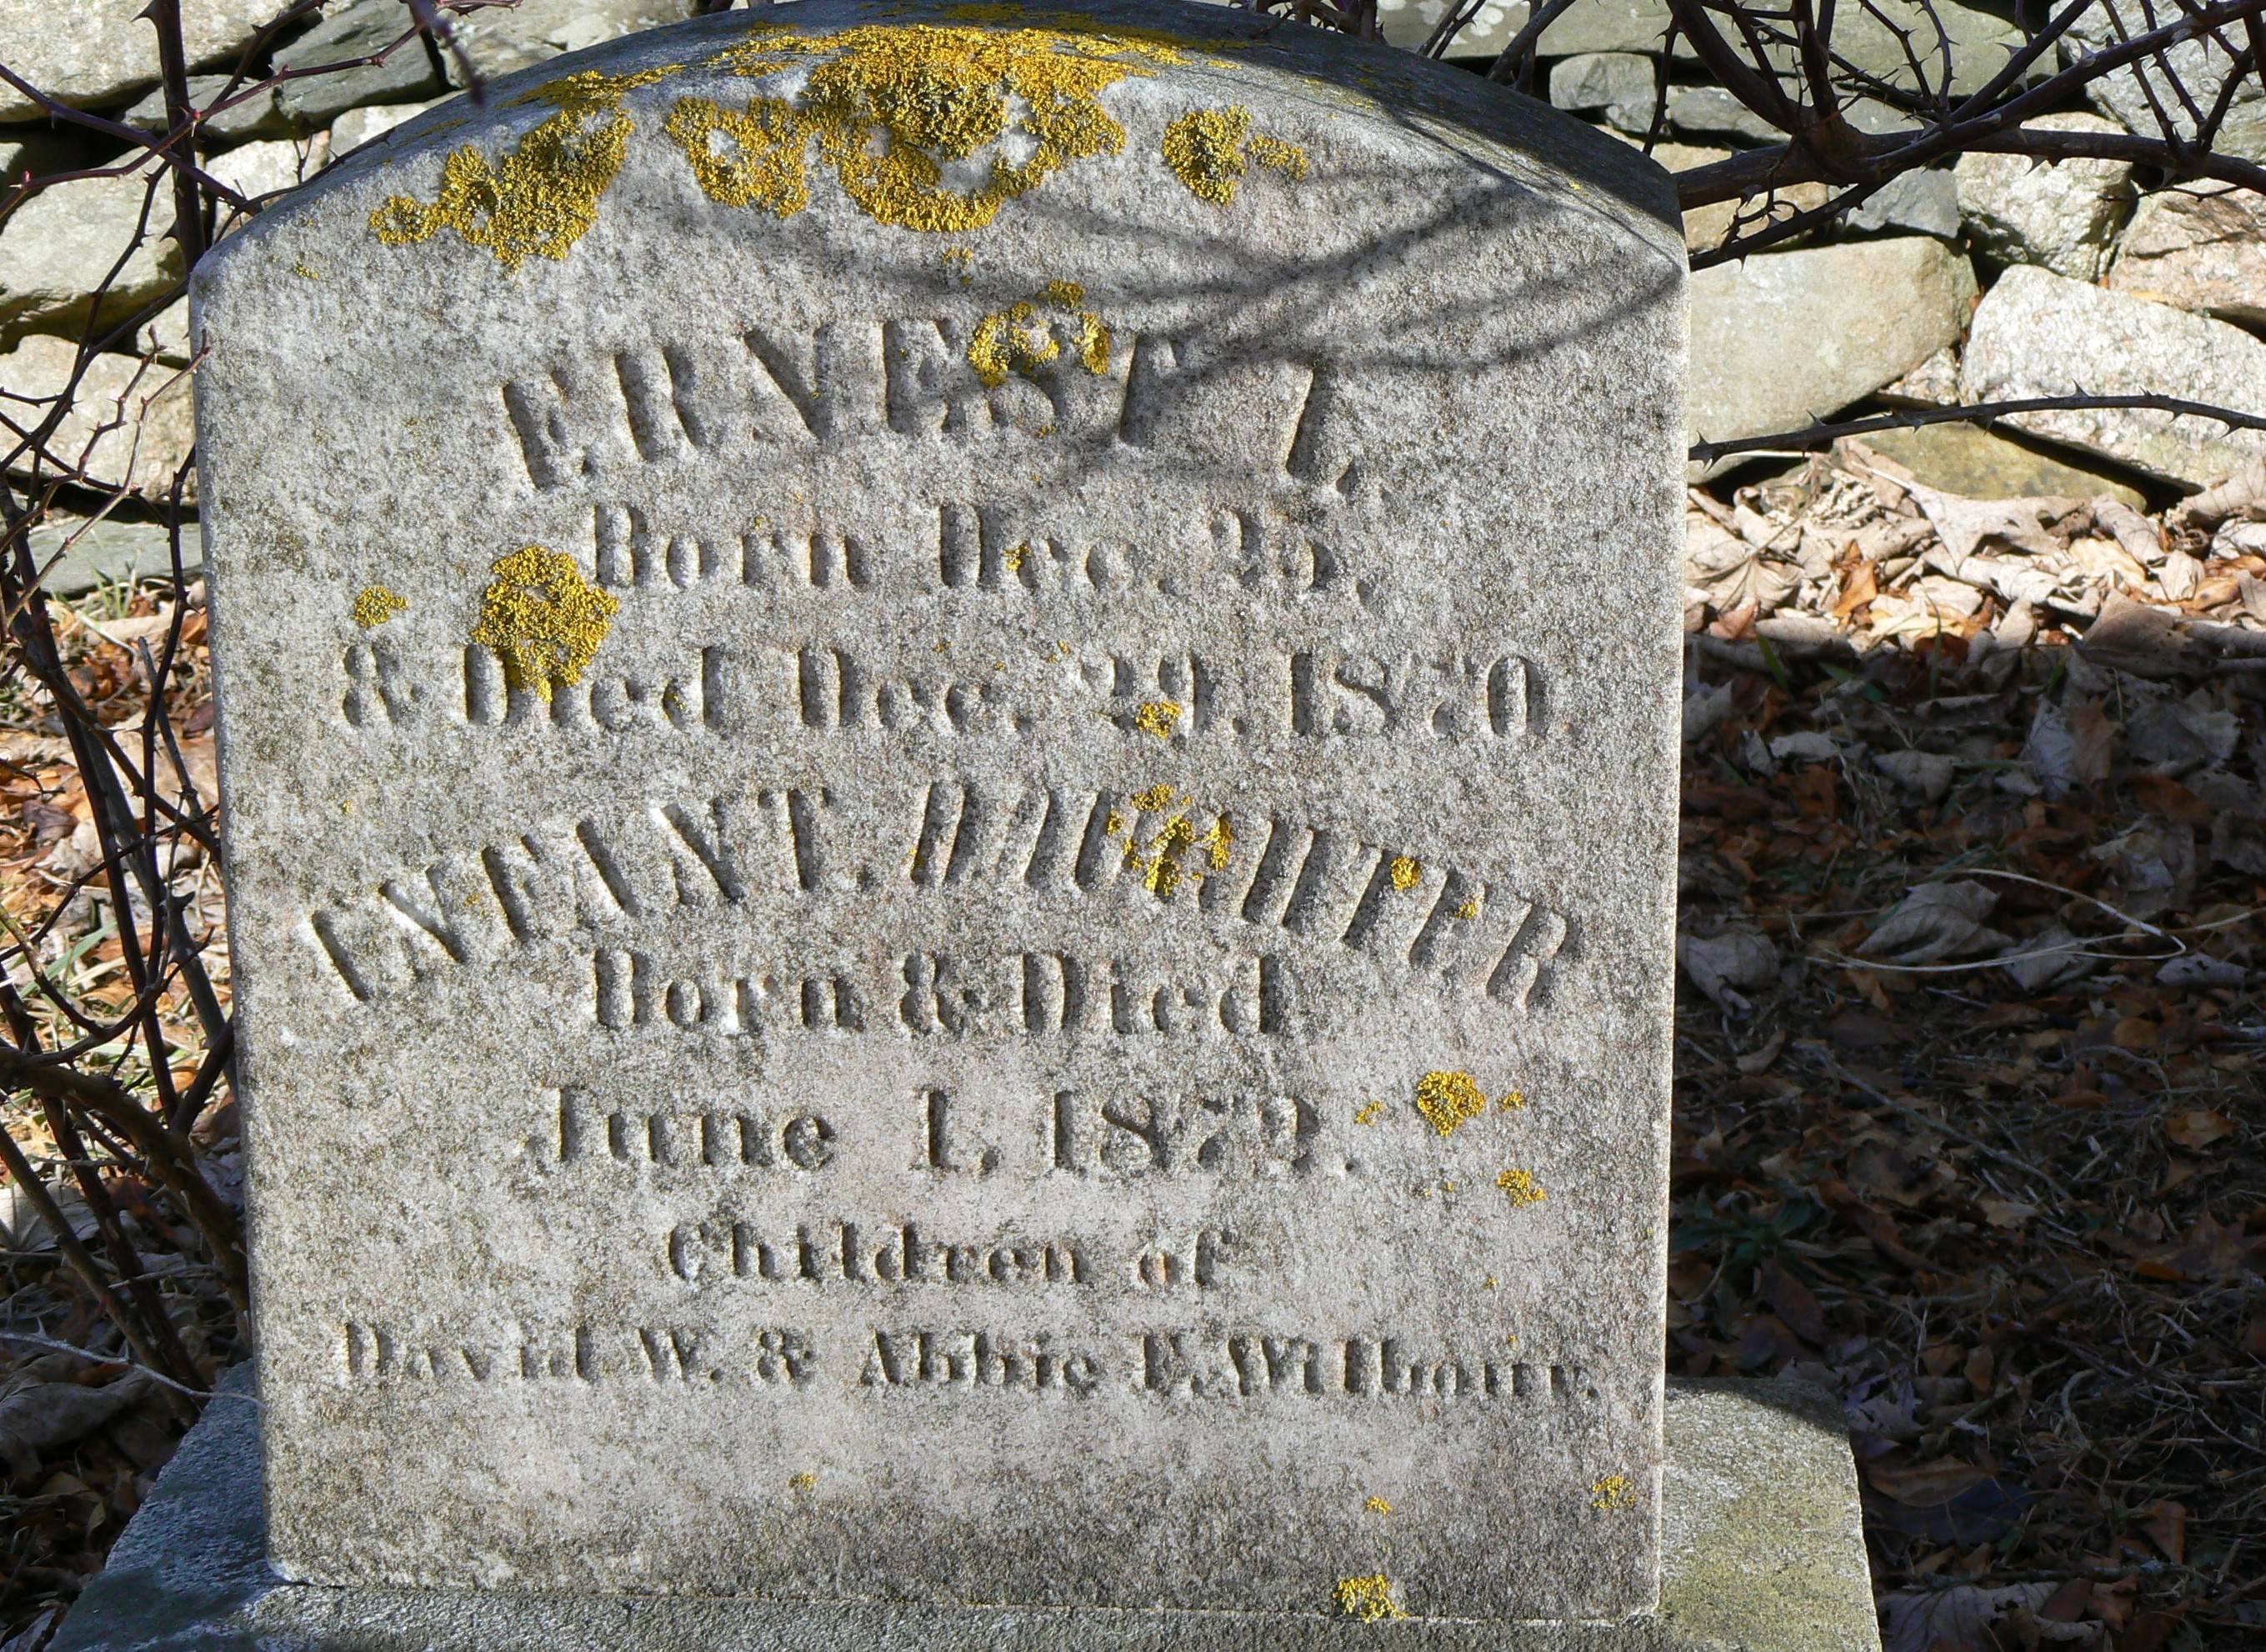 ERNEST L.
Born Dec. 25,
& Died Dec. 29, 1870.
INFANT DAUGHTER
Born & Died
June 1, 1879.
Children of
David W. & Abbie E. Wilbour.